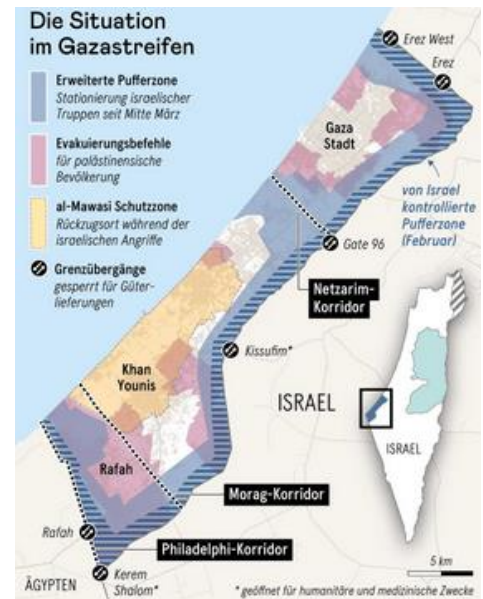 Die Situation
im Gazastreifen
Erweiterte Pufferzone
Stationierung israelischer
Truppen seit Mitte März
Evakuierungsbefehle
für palästinensische
Bevölkerung
al-Mawasi Schutzzone
Rückzugsort während der
israelischen Angriffe
Grenzübergänge
gesperrt für Güter-
lieferungen
Erez West
Erez
Gaza
Stadt
von Israel
kontrollierte
Pufferzone
(Februar)
Gate 96
Netzarim-
Korridor
Kissufim*
Khan
Younis
ISRAEL
ISRAEL
Rafah
Morag-Korridor
Rafah
Philadelphi-Korridor
ÄGYPTEN
Kerem
Shalom*
5 km
*geöffnet für humanitäre und medizinische Zwecke